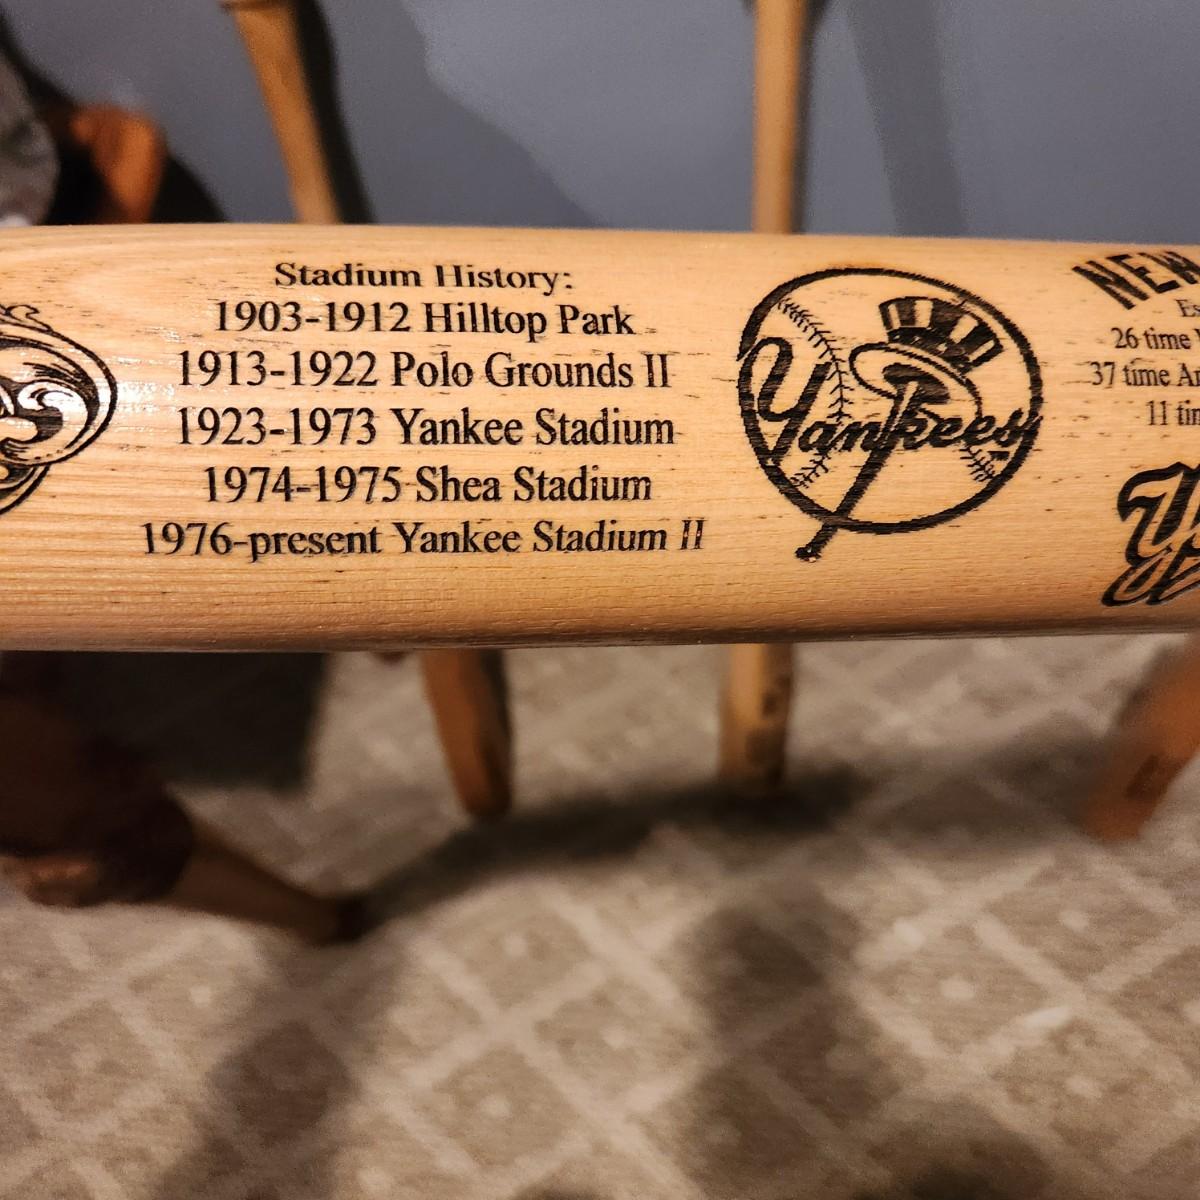 Stadium History:
1903-1912 Hilltop Park
1913-1922 Polo Grounds II
1923-1973 Yankee Stadium
1974-1975 Shea Stadium
1976-present Yankee Stadium II
Yankees
NEW
26 time
37 time
11